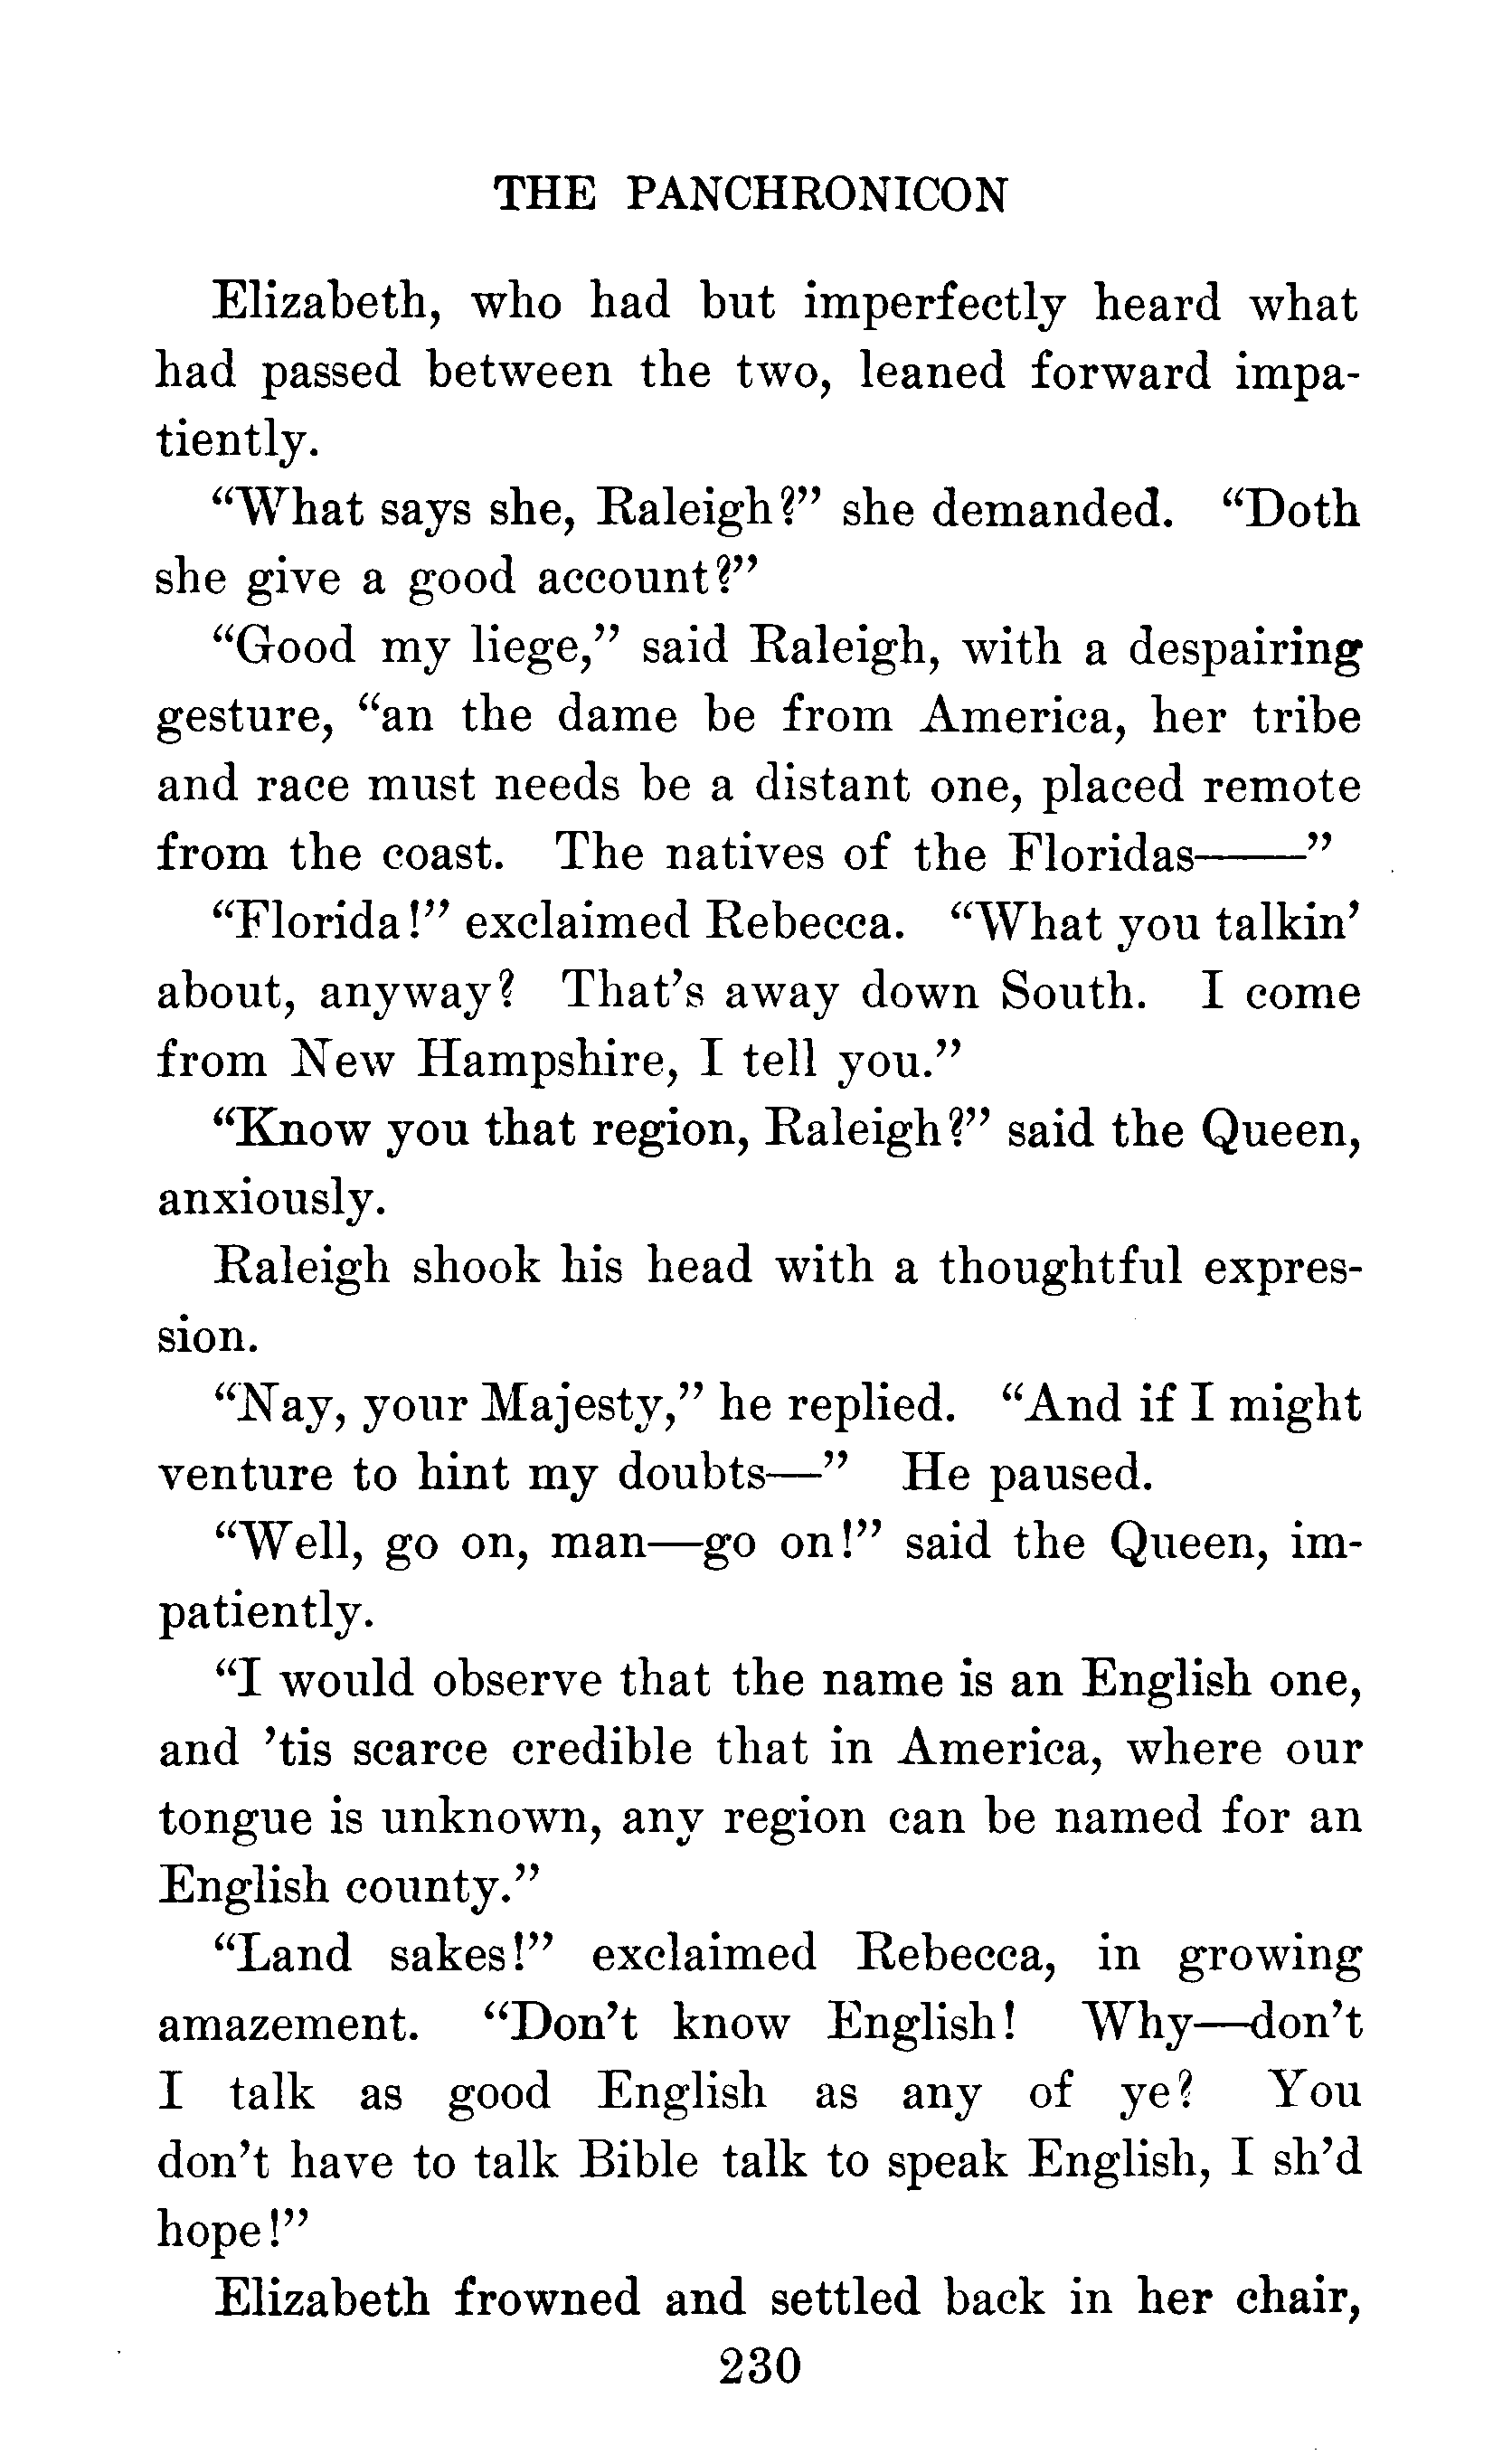 THE PANCHRONICON
Elizabeth, who had but imperfectly heard what
had passed between the two, leaned forward impa-
tiently.
“What says she, Raleigh?” she demanded. “Doth
she give a good account?”
“Good my liege,” said Raleigh, with a despairing
gesture, “an the dame be from America, her tribe
and race must needs be a distant one, placed remote
from the coast. The natives of the Floridas——”
“Florida!” exclaimed Rebecca. “What you talkin’
about, anyway? That’s away down South. I come
from New Hampshire, I tell you.”
“Know you that region, Raleigh?” said the Queen,
anxiously.
Raleigh shook his head with a thoughtful expres-
sion.
“Nay, your Majesty,” he replied. “And if I might
venture to hint my doubts—” He paused.
“Well, go on, man—go on!” said the Queen, im-
patiently.
“I would observe that the name is an English one,
and ’tis scarce credible that in America, where our
tongue is unknown, any region can be named for an
English county.”
“Land sakes!” exclaimed Rebecca, in growing
amazement. “Don’t know English! Why—don’t
I talk as good English as any of ye? You
don’t have to talk Bible talk to speak English, I sh’d
hope!”
Elizabeth frowned and settled back in her chair,
230